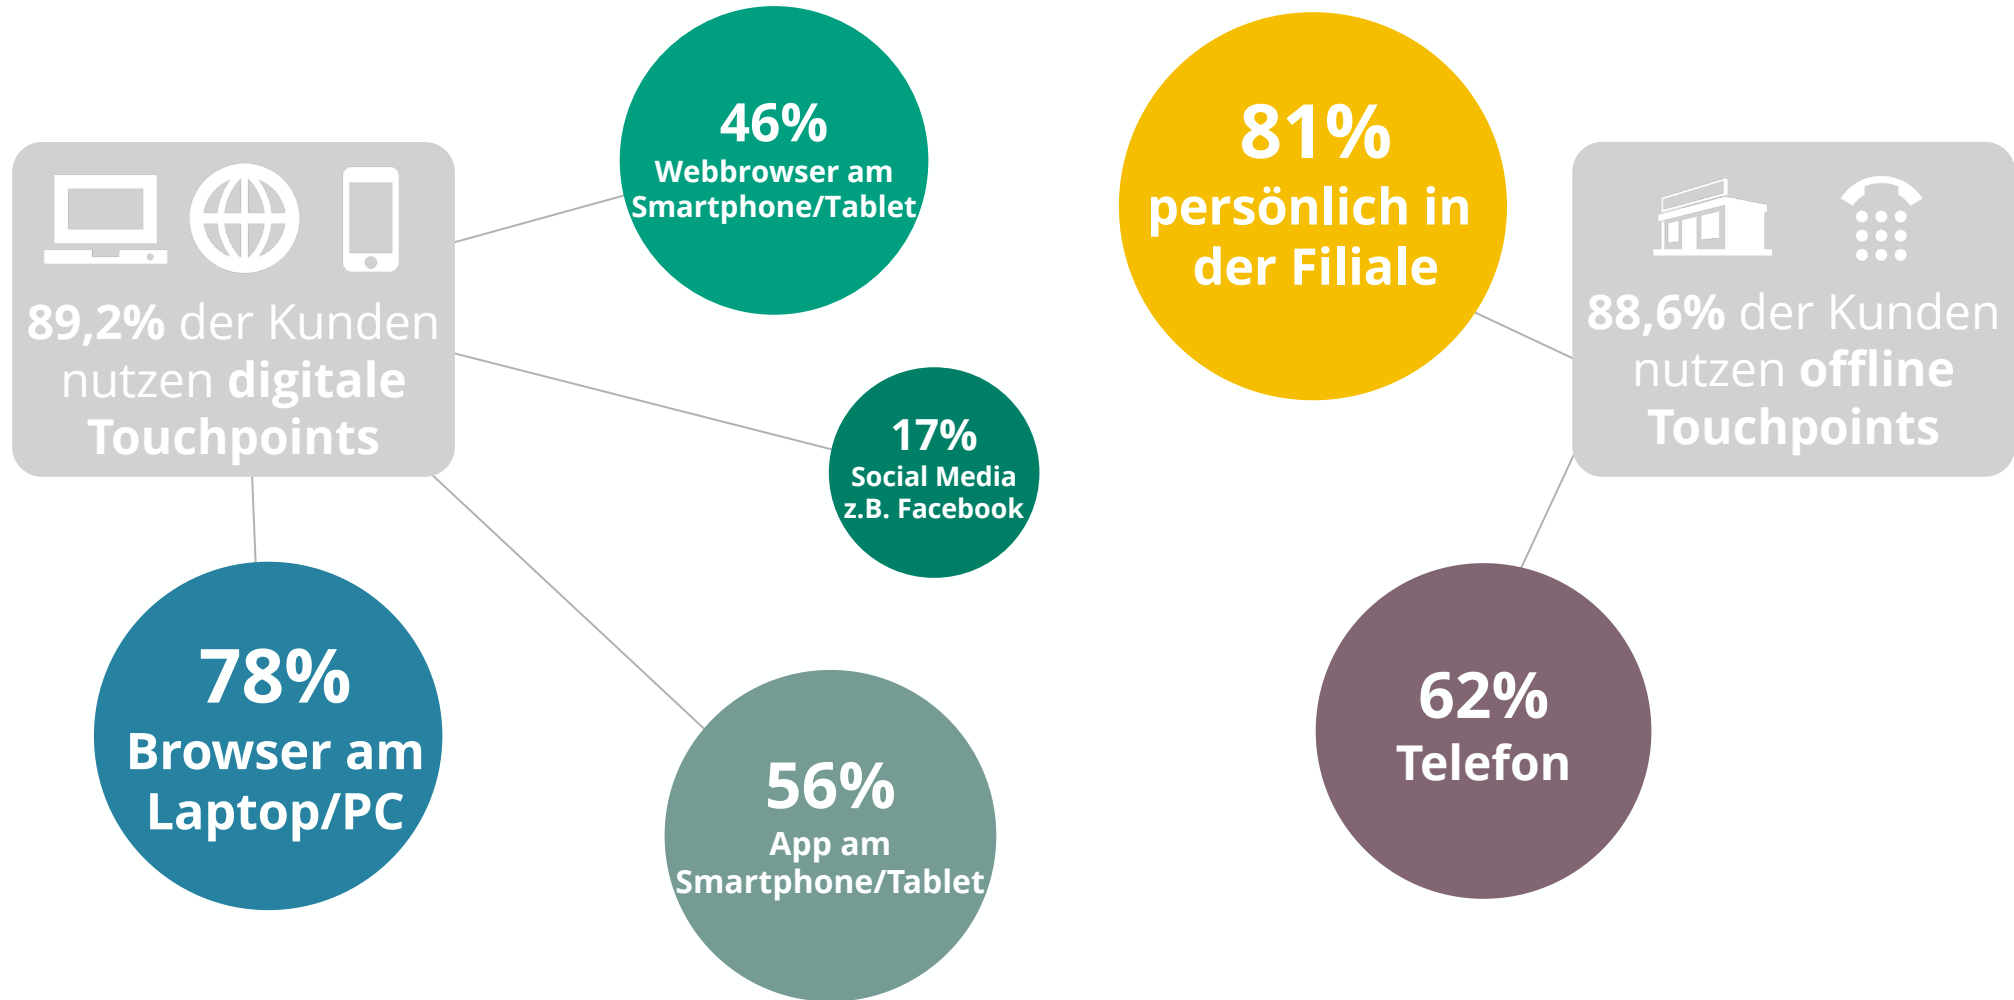 89,2% der Kunden
nutzen digitale
Touchpoints
46%
Webbrowser am
Smartphone/Tablet
17%
Social Media
z.B. Facebook
78%
Browser am
Laptop/PC
56%
App am
Smartphone/Tablet
81%
persönlich in
der Filiale
88,6% der Kunden
nutzen offline
Touchpoints
62%
Telefon